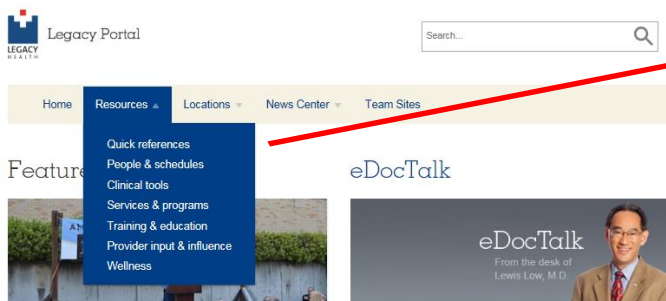 Legacy Portal
LEGACY
HEALTH
Search...
Home Resources Locations News Center Team Sites
Quick references
People & schedules
Clinical tools
Services & programs
Training & education
Provider input & influence
Wellness
Feature
eDocTalk
eDocTalk
From the desk of
Lewis Low, M.D.